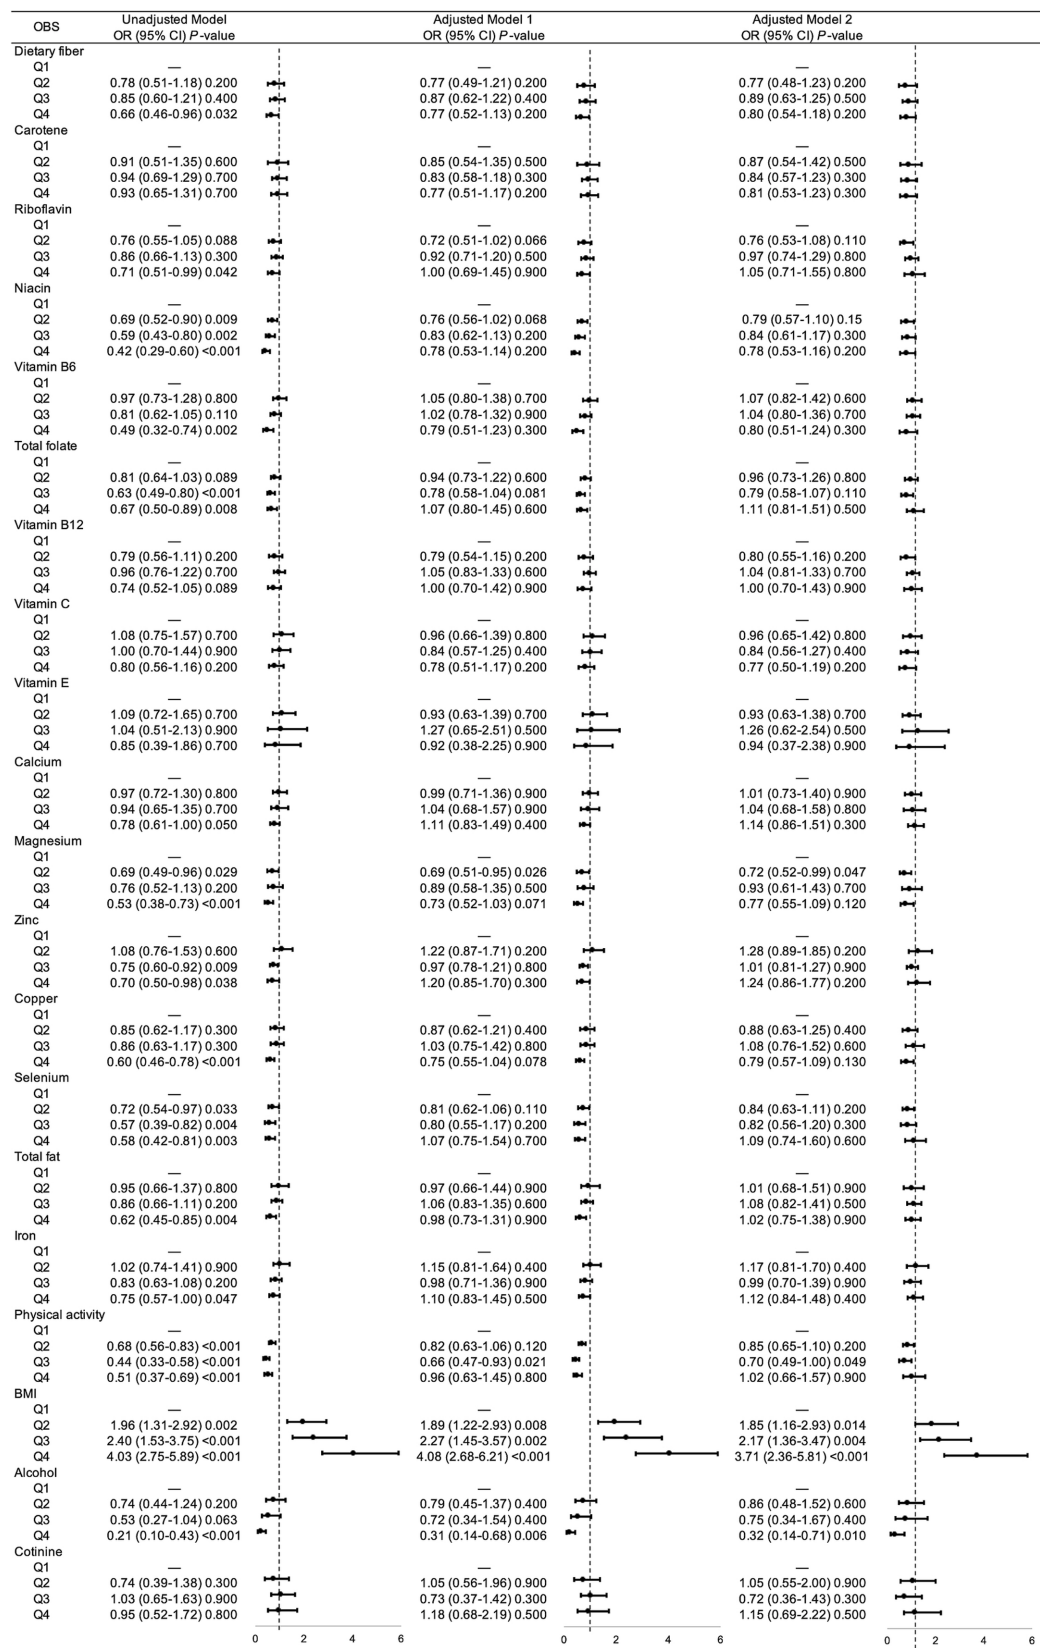 OBS Unadjusted Model Adjusted Model 1 Adjusted Model 2
OR (95% CI) P-value OR (95% CI) P-value OR (95% CI) P-value
Dietary fiber
Q1 — — —
Q2 0.78 (0.51-1.18) 0.200 0.77 (0.49-1.21) 0.200 0.77 (0.48-1.23) 0.200
Q3 0.85 (0.60-1.21) 0.400 0.87 (0.62-1.22) 0.400 0.89 (0.63-1.25) 0.500
Q4 0.66 (0.46-0.96) 0.032 0.77 (0.52-1.13) 0.200 0.80 (0.54-1.18) 0.200
Carotene
Q1 — — —
Q2 0.91 (0.51-1.35) 0.600 0.85 (0.54-1.35) 0.500 0.87 (0.54-1.42) 0.500
Q3 0.94 (0.69-1.29) 0.700 0.83 (0.58-1.18) 0.300 0.84 (0.57-1.23) 0.300
Q4 0.93 (0.65-1.31) 0.700 0.77 (0.51-1.17) 0.200 0.81 (0.53-1.23) 0.300
Riboflavin
Q1 — — —
Q2 0.76 (0.55-1.05) 0.088 0.72 (0.51-1.02) 0.066 0.76 (0.53-1.08) 0.110
Q3 0.86 (0.66-1.13) 0.300 0.92 (0.71-1.20) 0.500 0.97 (0.74-1.29) 0.800
Q4 0.71 (0.51-0.99) 0.042 1.00 (0.69-1.45) 0.900 1.05 (0.71-1.55) 0.800
Niacin
Q1 — — —
Q2 0.69 (0.52-0.90) 0.009 0.76 (0.56-1.02) 0.068 0.79 (0.57-1.10) 0.15
Q3 0.59 (0.43-0.80) 0.002 0.83 (0.62-1.13) 0.200 0.84 (0.61-1.17) 0.300
Q4 0.42 (0.29-0.60) <0.001 0.78 (0.53-1.14) 0.200 0.78 (0.53-1.16) 0.200
Vitamin B6
Q1 — — —
Q2 0.97 (0.73-1.28) 0.800 1.05 (0.80-1.38) 0.700 1.07 (0.82-1.42) 0.600
Q3 0.81 (0.62-1.05) 0.110 1.02 (0.78-1.32) 0.900 1.04 (0.80-1.36) 0.700
Q4 0.49 (0.32-0.74) 0.002 0.79 (0.51-1.23) 0.300 0.80 (0.51-1.24) 0.300
Total folate
Q1 — — —
Q2 0.81 (0.64-1.03) 0.089 0.94 (0.73-1.22) 0.600 0.96 (0.73-1.26) 0.800
Q3 0.63 (0.49-0.80) <0.001 0.78 (0.58-1.04) 0.081 0.79 (0.58-1.07) 0.110
Q4 0.67 (0.50-0.89) 0.008 1.07 (0.80-1.45) 0.600 1.11 (0.81-1.51) 0.500
Vitamin B12
Q1 — — —
Q2 0.79 (0.56-1.11) 0.200 0.79 (0.54-1.15) 0.200 0.80 (0.55-1.16) 0.200
Q3 0.96 (0.76-1.22) 0.700 1.05 (0.83-1.33) 0.600 1.04 (0.81-1.33) 0.700
Q4 0.74 (0.52-1.05) 0.089 1.00 (0.70-1.42) 0.900 1.00 (0.70-1.43) 0.900
Vitamin C
Q1 — — —
Q2 1.08 (0.75-1.57) 0.700 0.96 (0.66-1.39) 0.800 0.96 (0.65-1.42) 0.800
Q3 1.00 (0.70-1.44) 0.900 0.84 (0.57-1.25) 0.400 0.84 (0.56-1.27) 0.400
Q4 0.80 (0.56-1.16) 0.200 0.78 (0.51-1.17) 0.200 0.77 (0.50-1.19) 0.200
Vitamin E
Q1 — — —
Q2 1.09 (0.72-1.65) 0.700 0.93 (0.63-1.39) 0.700 0.93 (0.63-1.38) 0.700
Q3 1.04 (0.51-2.13) 0.900 1.27 (0.65-2.51) 0.500 1.26 (0.62-2.54) 0.500
Q4 0.85 (0.39-1.86) 0.700 0.92 (0.38-2.25) 0.900 0.94 (0.37-2.38) 0.900
Calcium
Q1 — — —
Q2 0.97 (0.72-1.30) 0.800 0.99 (0.71-1.36) 0.900 1.01 (0.73-1.40) 0.900
Q3 0.94 (0.65-1.35) 0.700 1.04 (0.68-1.57) 0.900 1.04 (0.68-1.58) 0.800
Q4 0.78 (0.61-1.00) 0.050 1.11 (0.83-1.49) 0.400 1.14 (0.86-1.51) 0.300
Magnesium
Q1 — — —
Q2 0.69 (0.49-0.96) 0.029 0.69 (0.51-0.95) 0.026 0.72 (0.52-0.99) 0.047
Q3 0.76 (0.52-1.13) 0.200 0.89 (0.58-1.35) 0.500 0.93 (0.61-1.43) 0.700
Q4 0.53 (0.38-0.73) <0.001 0.73 (0.52-1.03) 0.071 0.77 (0.55-1.09) 0.120
Zinc
Q1 — — —
Q2 1.08 (0.76-1.53) 0.600 1.22 (0.87-1.71) 0.200 1.28 (0.89-1.85) 0.200
Q3 0.75 (0.60-0.92) 0.009 0.97 (0.78-1.21) 0.800 1.01 (0.81-1.27) 0.900
Q4 0.70 (0.50-0.98) 0.038 1.20 (0.85-1.70) 0.300 1.24 (0.86-1.77) 0.200
Copper
Q1 — — —
Q2 0.85 (0.62-1.17) 0.300 0.87 (0.62-1.21) 0.400 0.88 (0.63-1.25) 0.400
Q3 0.86 (0.63-1.17) 0.300 1.03 (0.75-1.42) 0.800 1.08 (0.76-1.52) 0.600
Q4 0.60 (0.46-0.78) <0.001 0.75 (0.55-1.04) 0.078 0.79 (0.57-1.09) 0.130
Selenium
Q1 — — —
Q2 0.72 (0.54-0.97) 0.033 0.81 (0.62-1.06) 0.110 0.84 (0.63-1.11) 0.200
Q3 0.57 (0.39-0.82) 0.004 0.80 (0.55-1.17) 0.200 0.82 (0.56-1.20) 0.300
Q4 0.58 (0.42-0.81) 0.003 1.07 (0.75-1.54) 0.700 1.09 (0.74-1.60) 0.600
Total fat
Q1 — — —
Q2 0.95 (0.66-1.37) 0.800 0.97 (0.66-1.44) 0.900 1.01 (0.68-1.51) 0.900
Q3 0.86 (0.66-1.11) 0.200 1.06 (0.83-1.35) 0.600 1.08 (0.82-1.41) 0.500
Q4 0.62 (0.45-0.85) 0.004 0.98 (0.73-1.31) 0.900 1.02 (0.75-1.38) 0.900
Iron
Q1 — — —
Q2 1.02 (0.74-1.41) 0.900 1.15 (0.81-1.64) 0.400 1.17 (0.81-1.70) 0.400
Q3 0.83 (0.63-1.08) 0.200 0.98 (0.71-1.36) 0.900 0.99 (0.70-1.39) 0.900
Q4 0.75 (0.57-1.00) 0.047 1.10 (0.83-1.45) 0.500 1.12 (0.84-1.48) 0.400
Physical activity
Q1 — — —
Q2 0.68 (0.56-0.83) <0.001 0.82 (0.63-1.06) 0.120 0.85 (0.65-1.10) 0.200
Q3 0.44 (0.33-0.58) <0.001 0.66 (0.47-0.93) 0.021 0.70 (0.49-1.00) 0.049
Q4 0.51 (0.37-0.69) <0.001 0.96 (0.63-1.45) 0.800 1.02 (0.66-1.57) 0.900
BMI
Q1 — — —
Q2 1.96 (1.31-2.92) 0.002 1.89 (1.22-2.93) 0.008 1.85 (1.16-2.93) 0.014
Q3 2.40 (1.53-3.75) <0.001 2.27 (1.45-3.57) 0.002 2.17 (1.36-3.47) 0.004
Q4 4.03 (2.75-5.89) <0.001 4.08 (2.68-6.21) <0.001 3.71 (2.36-5.81) <0.001
Alcohol
Q1 — — —
Q2 0.74 (0.44-1.24) 0.200 0.79 (0.45-1.37) 0.400 0.86 (0.48-1.52) 0.600
Q3 0.53 (0.27-1.04) 0.063 0.72 (0.34-1.54) 0.400 0.75 (0.34-1.67) 0.400
Q4 0.21 (0.10-0.43) <0.001 0.31 (0.14-0.68) 0.006 0.32 (0.14-0.71) 0.010
Cotinine
Q1 — — —
Q2 0.74 (0.39-1.38) 0.300 1.05 (0.56-1.96) 0.900 1.05 (0.55-2.00) 0.900
Q3 1.03 (0.65-1.63) 0.900 0.73 (0.37-1.42) 0.300 0.72 (0.36-1.43) 0.300
Q4 0.95 (0.52-1.72) 0.800 1.18 (0.68-2.19) 0.500 1.15 (0.69-2.22) 0.500
0 2 4 6 0 2 4 6 0 2 4 6